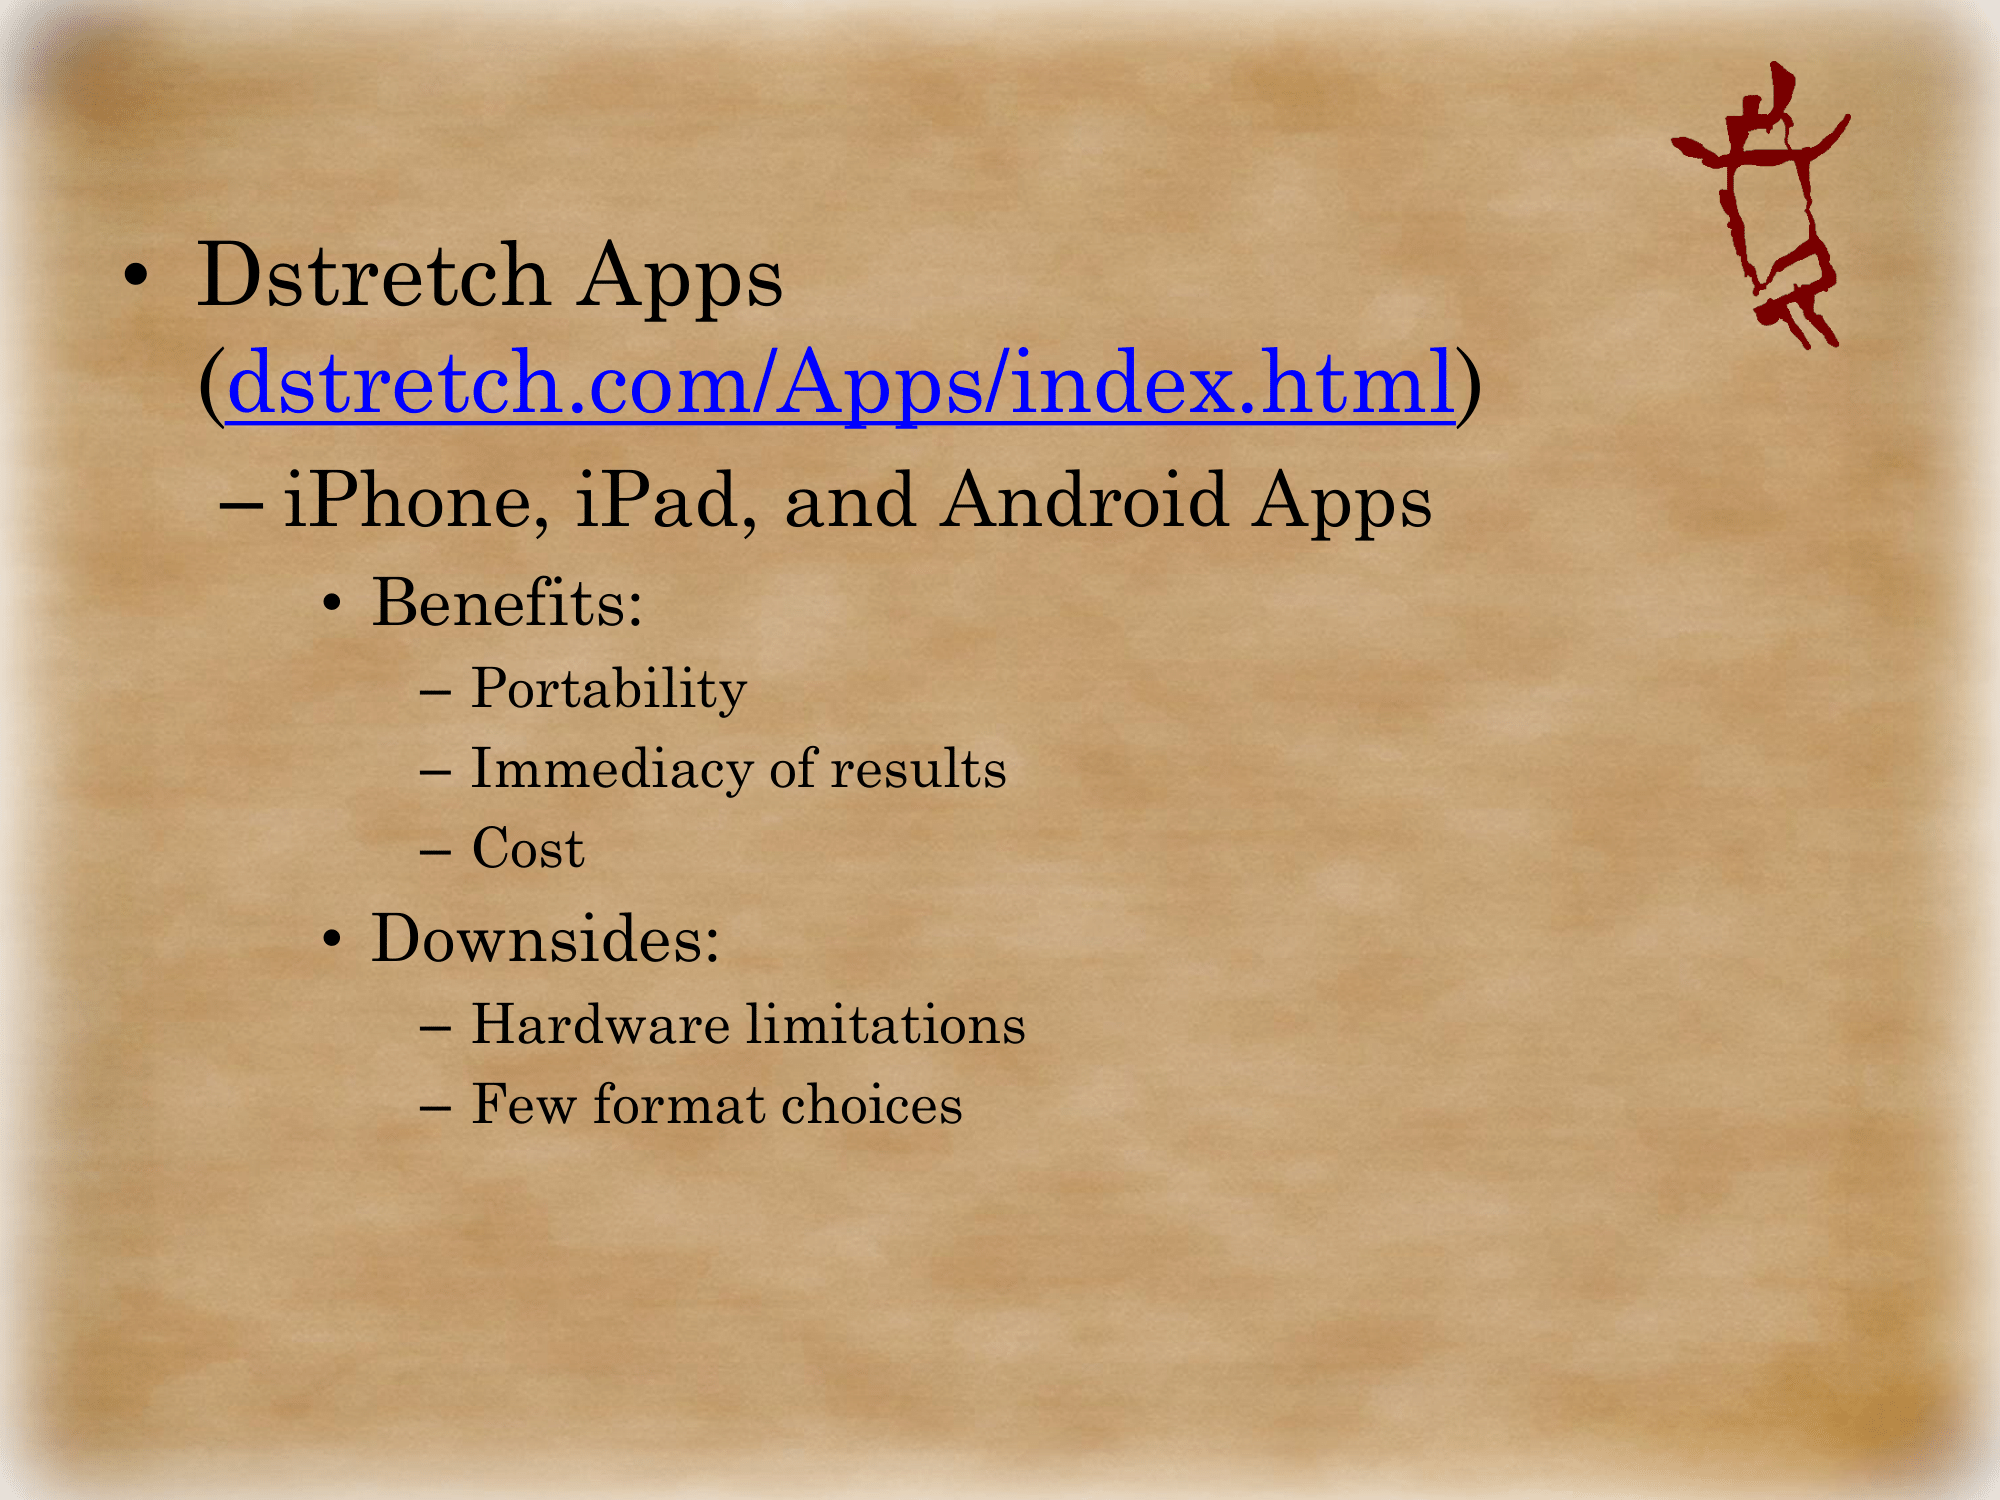 • Dstretch Apps
(dstretch.com/Apps/index.html)
– iPhone, iPad, and Android Apps
• Benefits:
– Portability
– Immediacy of results
– Cost
• Downsides:
– Hardware limitations
– Few format choices